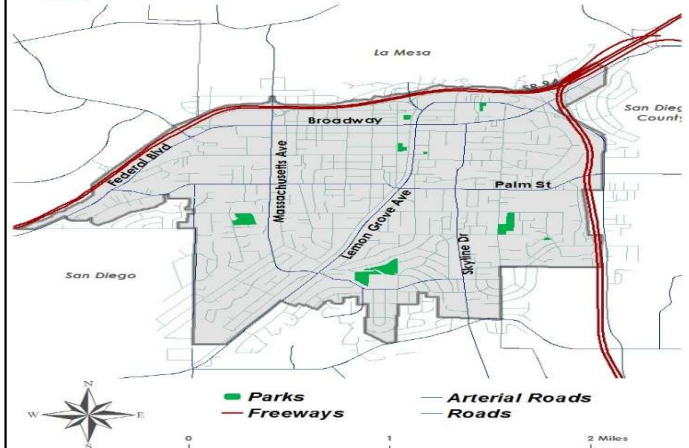 La Mesa
SR 94
San Dieg
County
Broadway
Federal Blvd
Massachusetts Ave
Palm St
Lemon Grove Ave
Skyline Dr
San Diego
N
W
E
S
Parks
Arterial Roads
Freeways
Roads
0
1
2 Miles